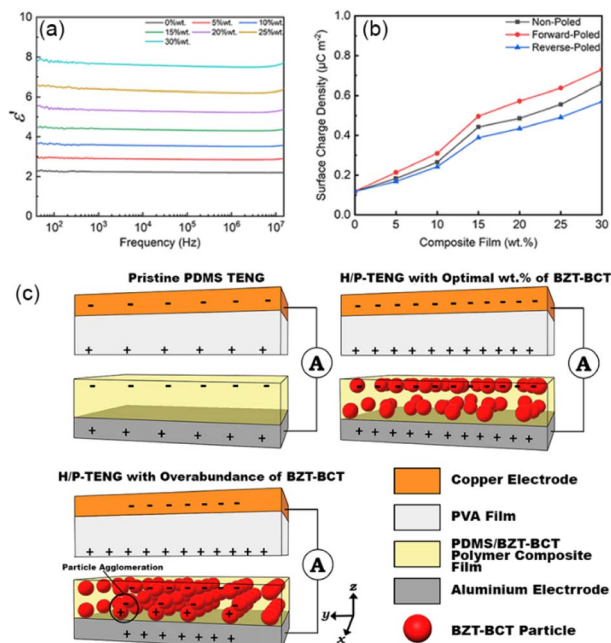 (a)
0%wt. 5%wt. 10%wt.
15%wt. 20%wt. 25%wt.
30%wt.
10
8
6
4
2
0
ε'
10² 10³ 10⁴ 10⁵ 10⁶ 10⁷
Frequency (Hz)
(b)
Non-Poled
Forward-Poled
Reverse-Poled
1.0
0.8
0.6
0.4
0.2
0.0
Surface Charge Density (μC m⁻²)
0 5 10 15 20 25 30
Composite Film (wt.%)
(c)
Pristine PDMS TENG
- - - - - -
+ + + + + +
- - - - - -
+ + + + + +
A
H/P-TENG with Optimal wt.% of BZT-BCT
A
H/P-TENG with Overabundance of BZT-BCT
Particle Agglomeration
A
z
y
x
Copper Electrode
PVA Film
PDMS/BZT-BCT
Polymer Composite
Film
Aluminium Electrrode
BZT-BCT Particle